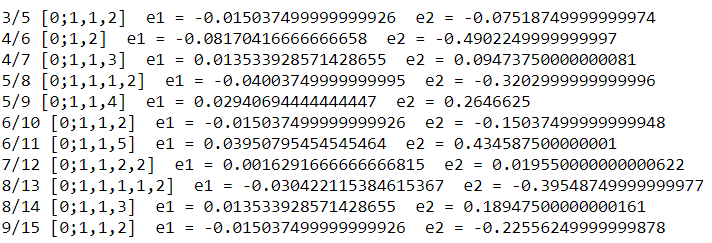 3/5 [0;1,1,2]  e1 = -0.015037499999999926  e2 = -0.07518749999999974
4/6 [0;1,2]  e1 = -0.08170416666666658  e2 = -0.4902249999999997
4/7 [0;1,1,3]  e1 = 0.013533928571428655  e2 = 0.09473750000000081
5/8 [0;1,1,1,2]  e1 = -0.04003749999999995  e2 = -0.3202999999999996
5/9 [0;1,1,4]  e1 = 0.02940694444444447  e2 = 0.2646625
6/10 [0;1,1,2]  e1 = -0.015037499999999926  e2 = -0.15037499999999948
6/11 [0;1,1,5]  e1 = 0.03950795454545464  e2 = 0.434587500000001
7/12 [0;1,1,2,2]  e1 = 0.0016291666666666815  e2 = 0.019550000000000622
8/13 [0;1,1,1,1,2]  e1 = -0.030422115384615367  e2 = -0.39548749999999977
8/14 [0;1,1,3]  e1 = 0.013533928571428655  e2 = 0.18947500000000161
9/15 [0;1,1,2]  e1 = -0.015037499999999926  e2 = -0.22556249999999878